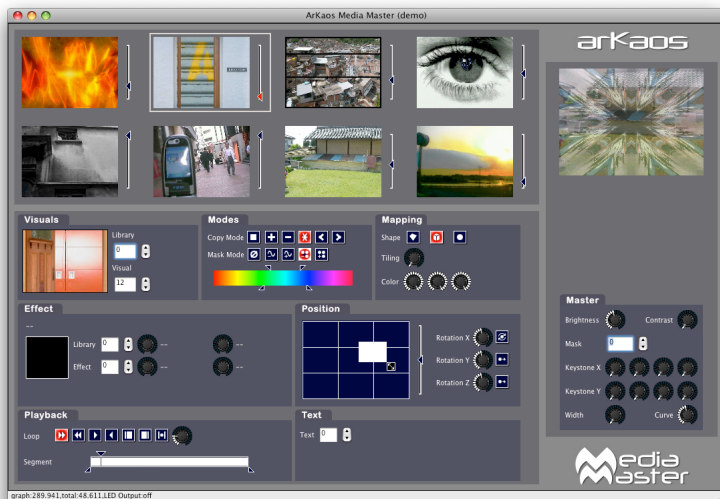 ArKaos Media Master (demo)
arKaos
Visuals
Library
0
Visual
12
Modes
Copy Mode
Mask Mode
Mapping
Shape
Tiling
Color
Effect
--
Library 0 -- --
Effect 0 -- --
Position
Rotation X
Rotation Y
Rotation Z
Master
Brightness Contrast
Mask 0
Keystone X
Keystone Y
Width Curve
Playback
Loop
Segment
Text
Text 0
Media
Master
graph:289.941,total:48.611,LED Output:off